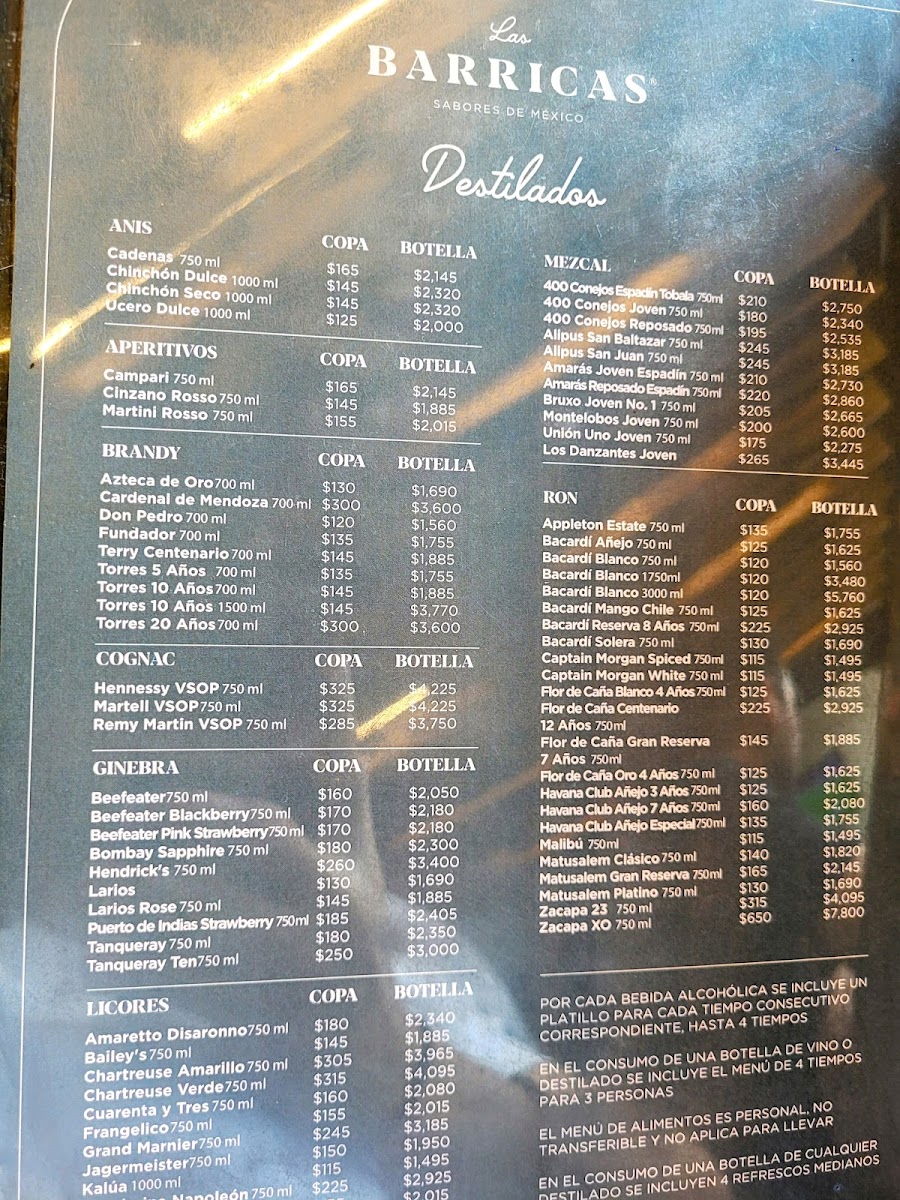 Las
BARRICAS®
SABORES DE MÉXICO
Destilados
ANIS COPA BOTELLA
Cadenas 750 ml $165 $2,145
Chinchón Dulce 1000 ml $145 $2,320
Chinchón Seco 1000 ml $145 $2,320
Ucero Dulce 1000 ml $125 $2,000
APERITIVOS COPA BOTELLA
Campari 750 ml $165 $2,145
Cinzano Rosso 750 ml $145 $1,885
Martini Rosso 750 ml $155 $2,015
BRANDY COPA BOTELLA
Azteca de Oro 700 ml $130 $1,690
Cardenal de Mendoza 700 ml $300 $3,600
Don Pedro 700 ml $120 $1,560
Fundador 700 ml $135 $1,755
Terry Centenario 700 ml $145 $1,885
Torres 5 Años 700 ml $135 $1,755
Torres 10 Años 700 ml $145 $1,885
Torres 10 Años 1500 ml $145 $3,770
Torres 20 Años 700 ml $300 $3,600
COGNAC COPA BOTELLA
Hennessy VSOP 750 ml $325 $4,225
Martell VSOP 750 ml $325 $4,225
Remy Martin VSOP 750 ml $285 $3,750
GINEBRA COPA BOTELLA
Beefeater 750 ml $160 $2,050
Beefeater Blackberry 750 ml $170 $2,180
Beefeater Pink Strawberry 750 ml $170 $2,180
Bombay Sapphire 750 ml $180 $2,300
Hendrick's 750 ml $260 $3,400
Larios $130 $1,690
Larios Rose 750 ml $145 $1,885
Puerto de Indias Strawberry 750ml $185 $2,405
Tanqueray 750 ml $180 $2,350
Tanqueray Ten 750 ml $250 $3,000
LICORES COPA BOTELLA
Amaretto Disaronno 750 ml $180 $2,340
Bailey's 750 ml $145 $1,885
Chartreuse Amarillo 750 ml $305 $3,965
Chartreuse Verde 750 ml $315 $4,095
Cuarenta y Tres 750 ml $160 $2,080
Frangelico 750 ml $155 $2,015
Grand Marnier 750 ml $245 $3,185
Jagermeister 750 ml $150 $1,950
Kalúa 1000 ml $115 $1,495
Napoleón 750 ml $225 $2,925
$2,015
MEZCAL COPA BOTELLA
400 Conejos Espadín Tobala 750ml $210 $2,750
400 Conejos Joven 750 ml $180 $2,340
400 Conejos Reposado 750 ml $195 $2,535
Alipus San Baltazar 750 ml $245 $3,185
Alipus San Juan 750 ml $245 $3,185
Amarás Joven Espadín 750 ml $210 $2,730
Amarás Reposado Espadín 750ml $220 $2,860
Bruxo Joven No. 1 750 ml $205 $2,665
Montelobos Joven 750 ml $200 $2,600
Unión Uno Joven 750 ml $175 $2,275
Los Danzantes Joven $265 $3,445
RON COPA BOTELLA
Appleton Estate 750 ml $135 $1,755
Bacardí Añejo 750 ml $125 $1,625
Bacardí Blanco 750 ml $120 $1,560
Bacardí Blanco 1750ml $120 $3,480
Bacardí Blanco 3000 ml $120 $5,760
Bacardí Mango Chile 750 ml $125 $1,625
Bacardí Reserva 8 Años 750ml $225 $2,925
Bacardí Solera 750 ml $130 $1,690
Captain Morgan Spiced 750ml $115 $1,495
Captain Morgan White 750 ml $115 $1,495
Flor de Caña Blanco 4 Años 750 ml $125 $1,625
Flor de Caña Centenario $225 $2,925
12 Años 750ml
Flor de Caña Gran Reserva $145 $1,885
7 Años 750ml
Flor de Caña Oro 4 Años 750 ml $125 $1,625
Havana Club Añejo 3 Años 750ml $125 $1,625
Havana Club Añejo 7 Años 750ml $160 $2,080
Havana Club Añejo Especial 750ml $135 $1,755
Malibú 750ml $115 $1,495
Matusalem Clásico 750 ml $140 $1,820
Matusalem Gran Reserva 750ml $165 $2,145
Matusalem Platino 750 ml $130 $1,690
Zacapa 23 750 ml $315 $4,095
Zacapa XO 750 ml $650 $7,800
POR CADA BEBIDA ALCOHÓLICA SE INCLUYE UN
PLATILLO PARA CADA TIEMPO CONSECUTIVO
CORRESPONDIENTE, HASTA 4 TIEMPOS
EN EL CONSUMO DE UNA BOTELLA DE VINO O
DESTILADO SE INCLUYE EL MENÚ DE 4 TIEMPOS
PARA 3 PERSONAS
EL MENÚ DE ALIMENTOS ES PERSONAL, NO
TRANSFERIBLE Y NO APLICA PARA LLEVAR
EN EL CONSUMO DE UNA BOTELLA DE CUALQUIER
DESTILADO SE INCLUYEN 4 REFRESCOS MEDIANOS